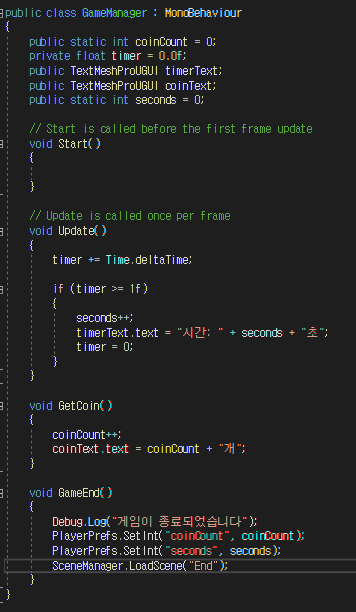 public class GameManager : MonoBehaviour
{
public static int coinCount = 0;
private float timer = 0.0f;
public TextMeshProUGUI timerText;
public TextMeshProUGUI coinText;
public static int seconds = 0;
// Start is called before the first frame update
void Start()
{
}
// Update is called once per frame
void Update()
{
timer += Time.deltaTime;
if (timer >= 1f)
{
seconds++;
timerText.text = "시간: " + seconds + "초";
timer = 0;
}
}
void GetCoin()
{
coinCount++;
coinText.text = coinCount + "개";
}
void GameEnd()
{
Debug.Log("게임이 종료되었습니다");
PlayerPrefs.SetInt("coinCount", coinCount);
PlayerPrefs.SetInt("seconds", seconds);
SceneManager.LoadScene("End");
}
}